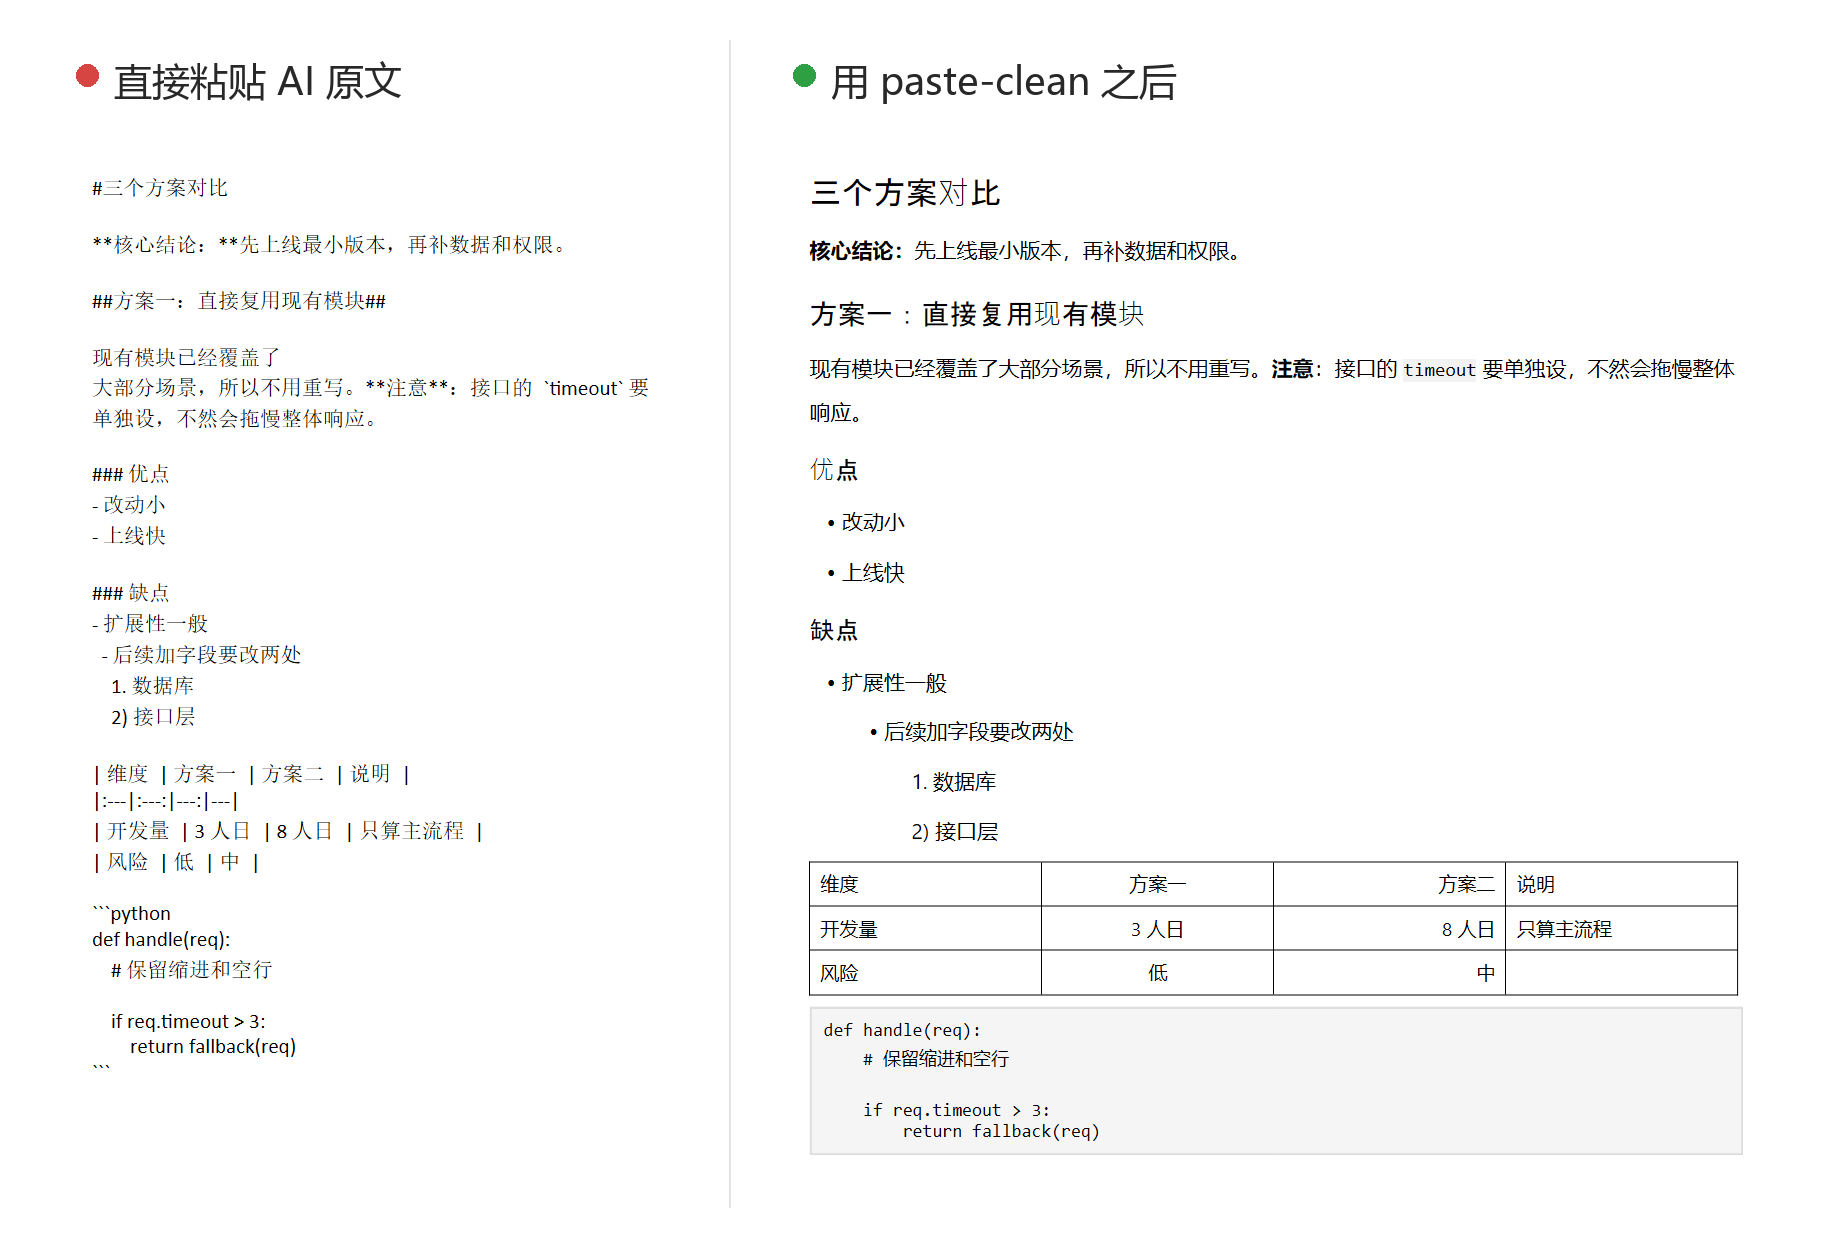 直接粘贴 AI 原文
#三个方案对比
**核心结论：**先上线最小版本，再补数据和权限。
##方案一：直接复用现有模块##
现有模块已经覆盖了
大部分场景，所以不用重写。**注意**：接口的 `timeout` 要
单独设，不然会拖慢整体响应。
### 优点
- 改动小
- 上线快
### 缺点
- 扩展性一般
  - 后续加字段要改两处
    1. 数据库
    2) 接口层
| 维度 | 方案一 | 方案二 | 说明 |
|:---|:---:|---:|---|
| 开发量 | 3 人日 | 8 人日 | 只算主流程 |
| 风险 | 低 | 中 |
```python
def handle(req):
    # 保留缩进和空行
    if req.timeout > 3:
        return fallback(req)
```
用 paste-clean 之后
三个方案对比
核心结论：先上线最小版本，再补数据和权限。
方案一：直接复用现有模块
现有模块已经覆盖了大部分场景，所以不用重写。注意：接口的 timeout 要单独设，不然会拖慢整体
响应。
优点
• 改动小
• 上线快
缺点
• 扩展性一般
• 后续加字段要改两处
1. 数据库
2) 接口层
维度 方案一 方案二 说明
开发量 3 人日 8 人日 只算主流程
风险 低 中
def handle(req):
    # 保留缩进和空行
    if req.timeout > 3:
        return fallback(req)